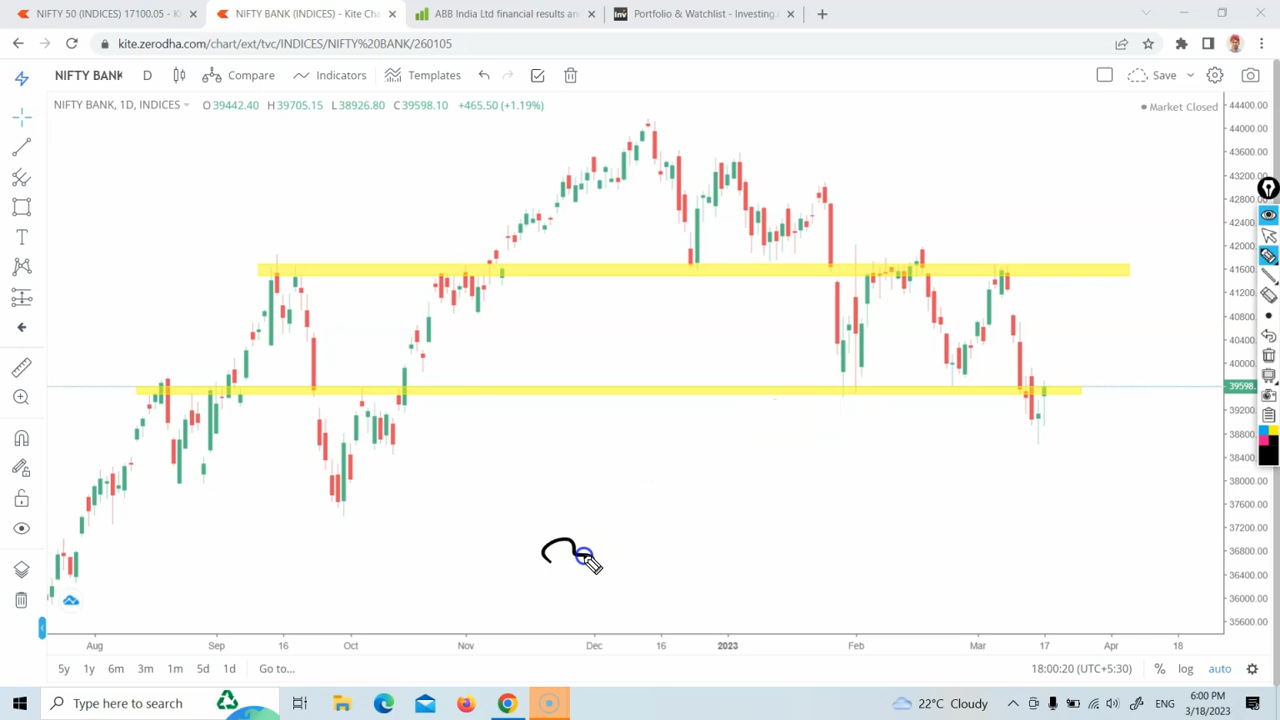 NIFTY 50 (INDICES) 17100.05 - Ki
NIFTY BANK (INDICES) - Kite Cha
ABB India Ltd financial results an
Portfolio & Watchlist - Investing.
kite.zerodha.com/chart/ext/tvc/INDICES/NIFTY%20BANK/260105
NIFTY BANK D Compare Indicators Templates Save
NIFTY BANK, 1D, INDICES O39442.40 H39705.15 L38926.80 C39598.10 +465.50 (+1.19%) Market Closed
44400.00
44000.00
43600.00
43200.00
42800.00
42400.00
42000.00
41600.00
41200.00
40800.00
40400.00
40000.00
39598.
39200.00
38800.00
38400.00
38000.00
37600.00
37200.00
36800.00
36400.00
36000.00
35600.00
Aug Sep 16 Oct Nov Dec 16 2023 Feb Mar 17 Apr 18
5y 1y 6m 3m 1m 5d 1d Go to... 18:00:20 (UTC+5:30) % log auto
Type here to search 22°C Cloudy ENG 6:00 PM
3/18/2023